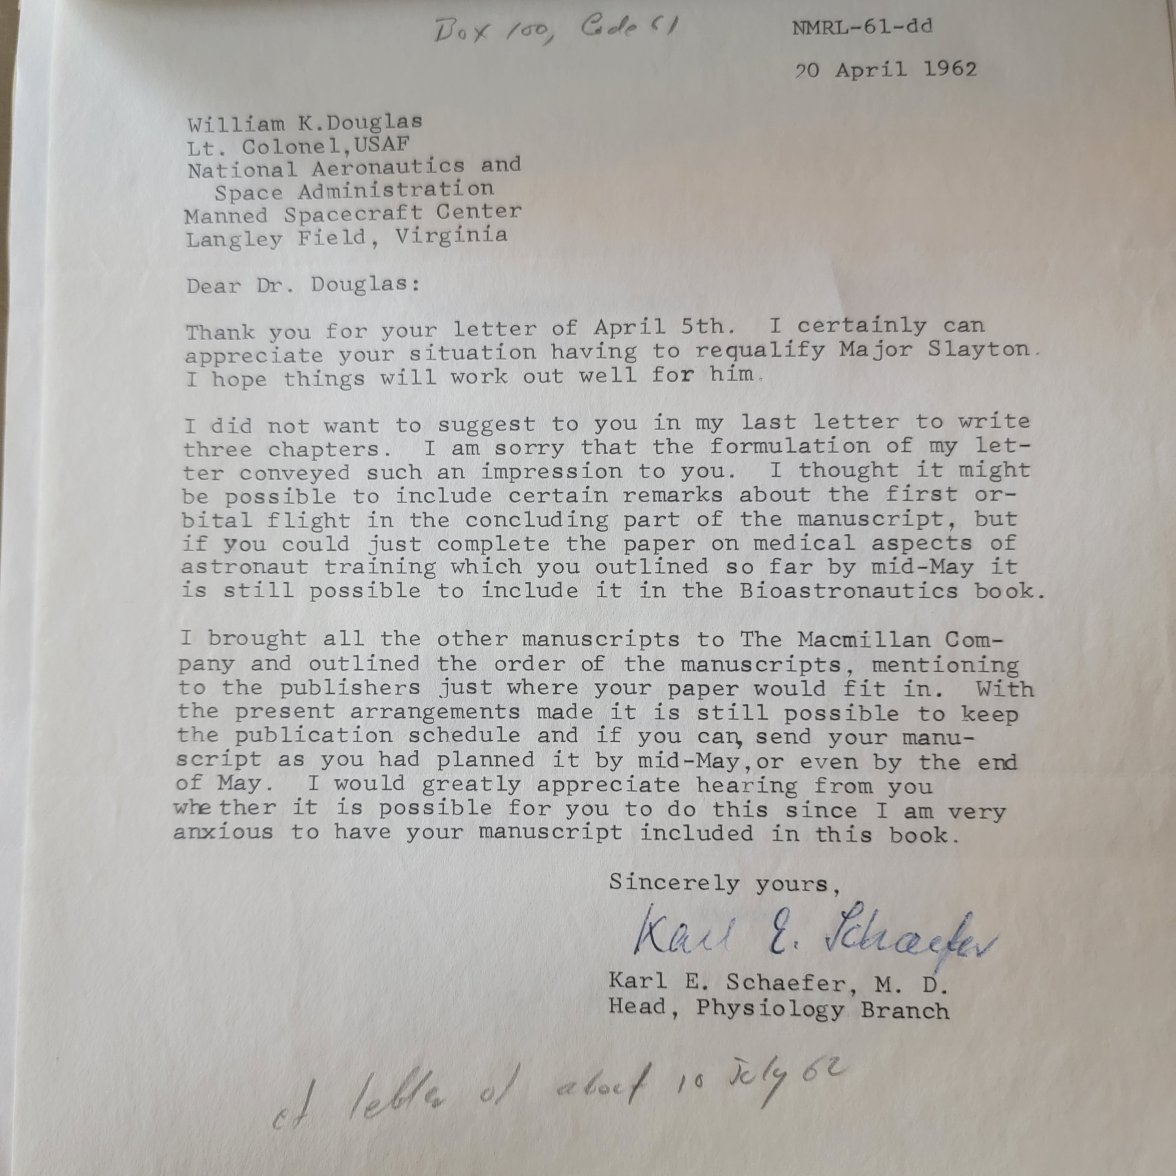 Box 100, Code 61
NMRL-61-dd
20 April 1962
William K.Douglas
Lt. Colonel,USAF
National Aeronautics and
Space Administration
Manned Spacecraft Center
Langley Field, Virginia
Dear Dr. Douglas:
Thank you for your letter of April 5th. I certainly can
appreciate your situation having to requalify Major Slayton.
I hope things will work out well for him.
I did not want to suggest to you in my last letter to write
three chapters. I am sorry that the formulation of my let-
ter conveyed such an impression to you. I thought it might
be possible to include certain remarks about the first or-
bital flight in the concluding part of the manuscript, but
if you could just complete the paper on medical aspects of
astronaut training which you outlined so far by mid-May it
is still possible to include it in the Bioastronautics book.
I brought all the other manuscripts to The Macmillan Com-
pany and outlined the order of the manuscripts, mentioning
to the publishers just where your paper would fit in. With
the present arrangements made it is still possible to keep
the publication schedule and if you can, send your manu-
script as you had planned it by mid-May,or even by the end
of May. I would greatly appreciate hearing from you
whether it is possible for you to do this since I am very
anxious to have your manuscript included in this book.
Sincerely yours,
Karl E. Schaefer
Karl E. Schaefer, M. D.
Head, Physiology Branch
cf letter of about 10 July 62